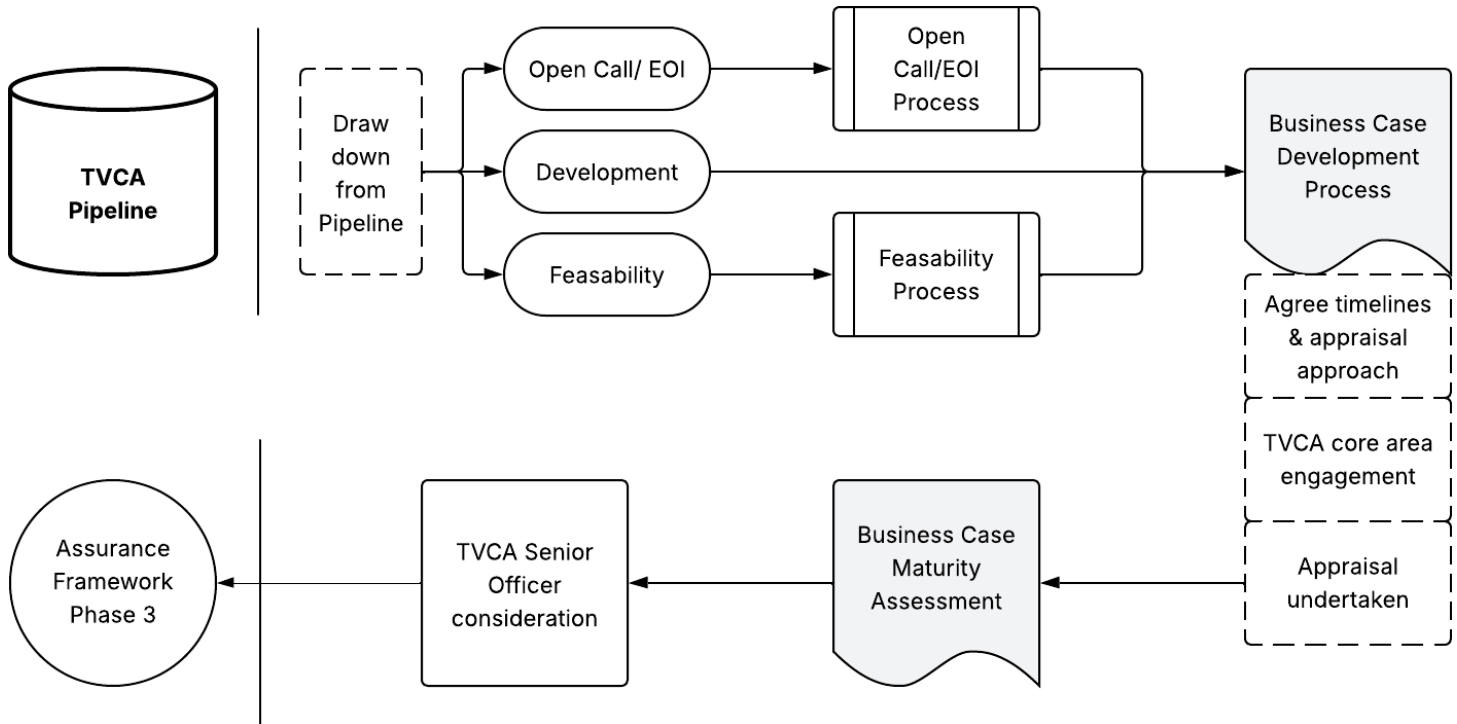 TVCA
Pipeline
Draw
down
from
Pipeline
Open Call/ EOI
Development
Feasability
Open
Call/EOI
Process
Feasability
Process
Business Case
Development
Process
Agree timelines
& appraisal
approach
TVCA core area
engagement
Appraisal
undertaken
Business Case
Maturity
Assessment
TVCA Senior
Officer
consideration
Assurance
Framework
Phase 3